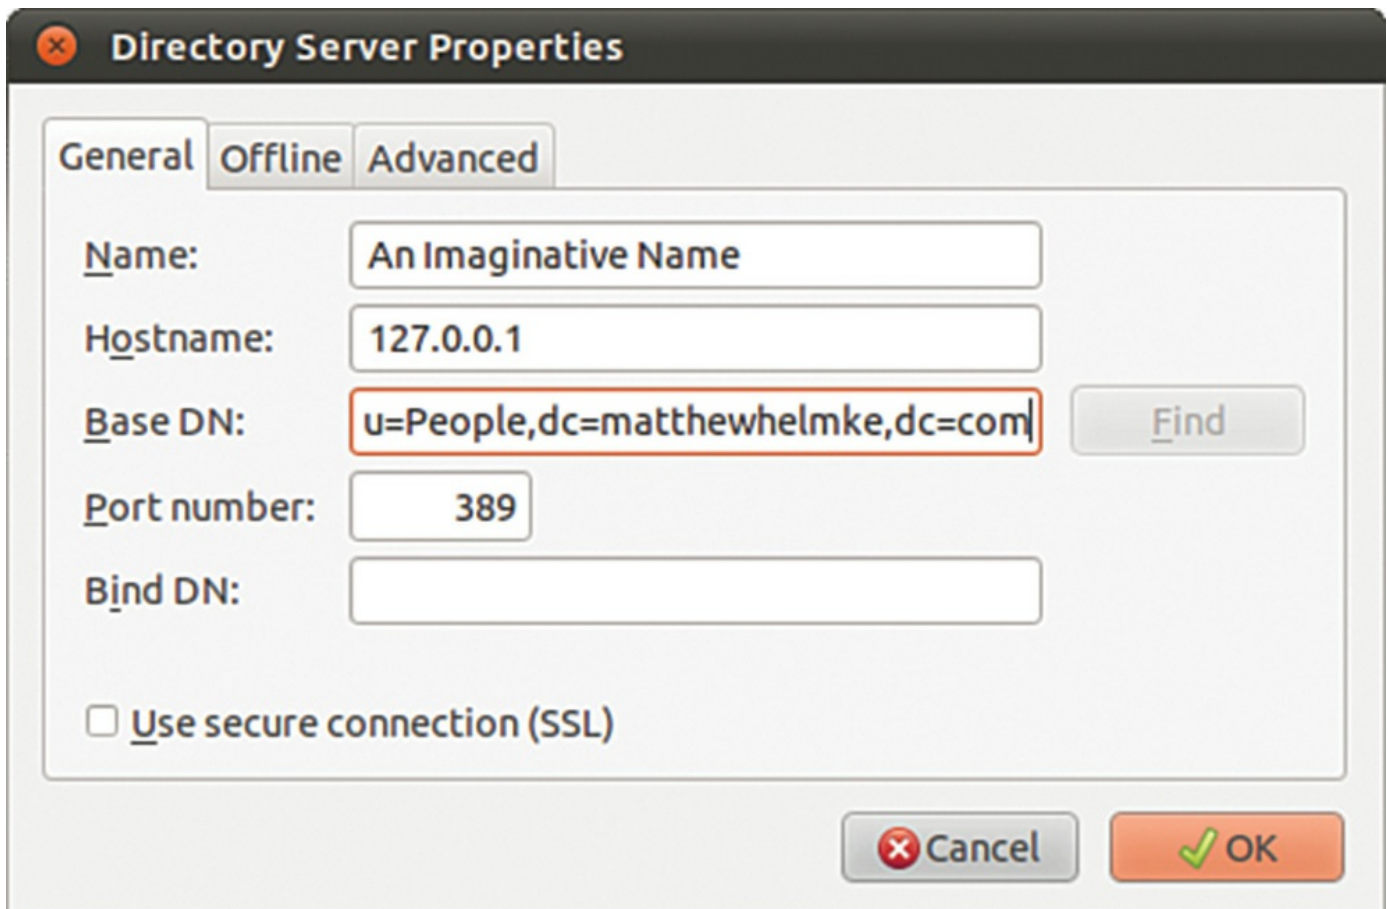 Directory Server Properties
General Offline Advanced
Name: An Imaginative Name
Hostname: 127.0.0.1
Base DN: u=People,dc=matthewhelmke,dc=com Find
Port number: 389
Bind DN:
Use secure connection (SSL)
Cancel OK